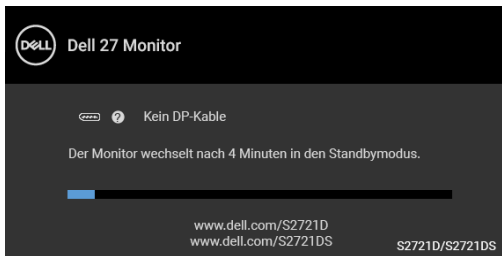 DELL
Dell 27 Monitor
Kein DP-Kable
Der Monitor wechselt nach 4 Minuten in den Standbymodus.
www.dell.com/S2721D
www.dell.com/S2721DS
S2721D/S2721DS